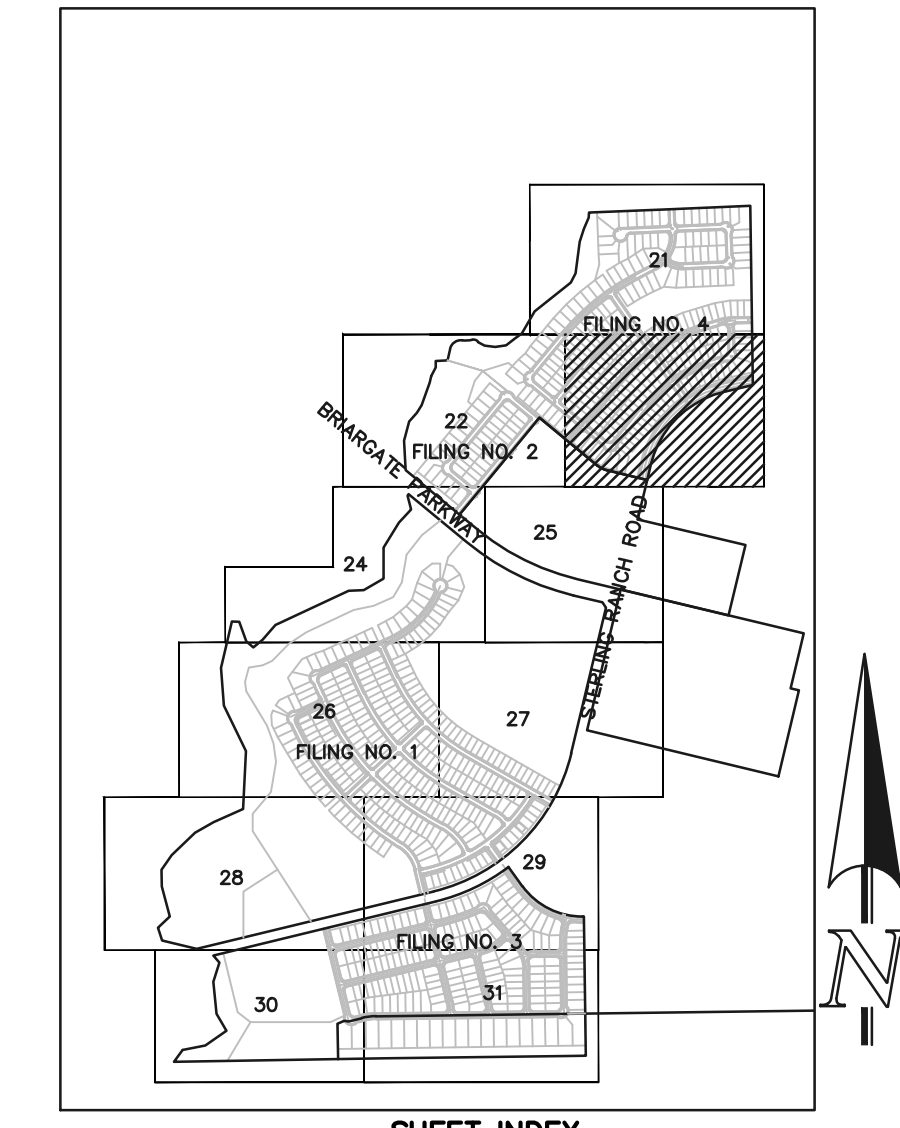 21
FILING NO. 4
BRIARGATE PARKWAY
22
FILING NO. 2
25
24
STERLING RANCH ROAD
26
27
FILING NO. 1
28
29
FILING NO. 3
30
31
N
SHEET INDEX